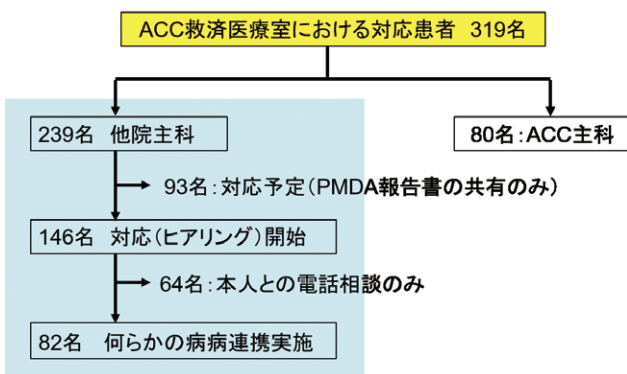 ACC救済医療室における対応患者 319名
239名 他院主科
80名：ACC主科
93名：対応予定（PMDA報告書の共有のみ）
146名 対応（ヒアリング）開始
64名：本人との電話相談のみ
82名 何らかの病病連携実施